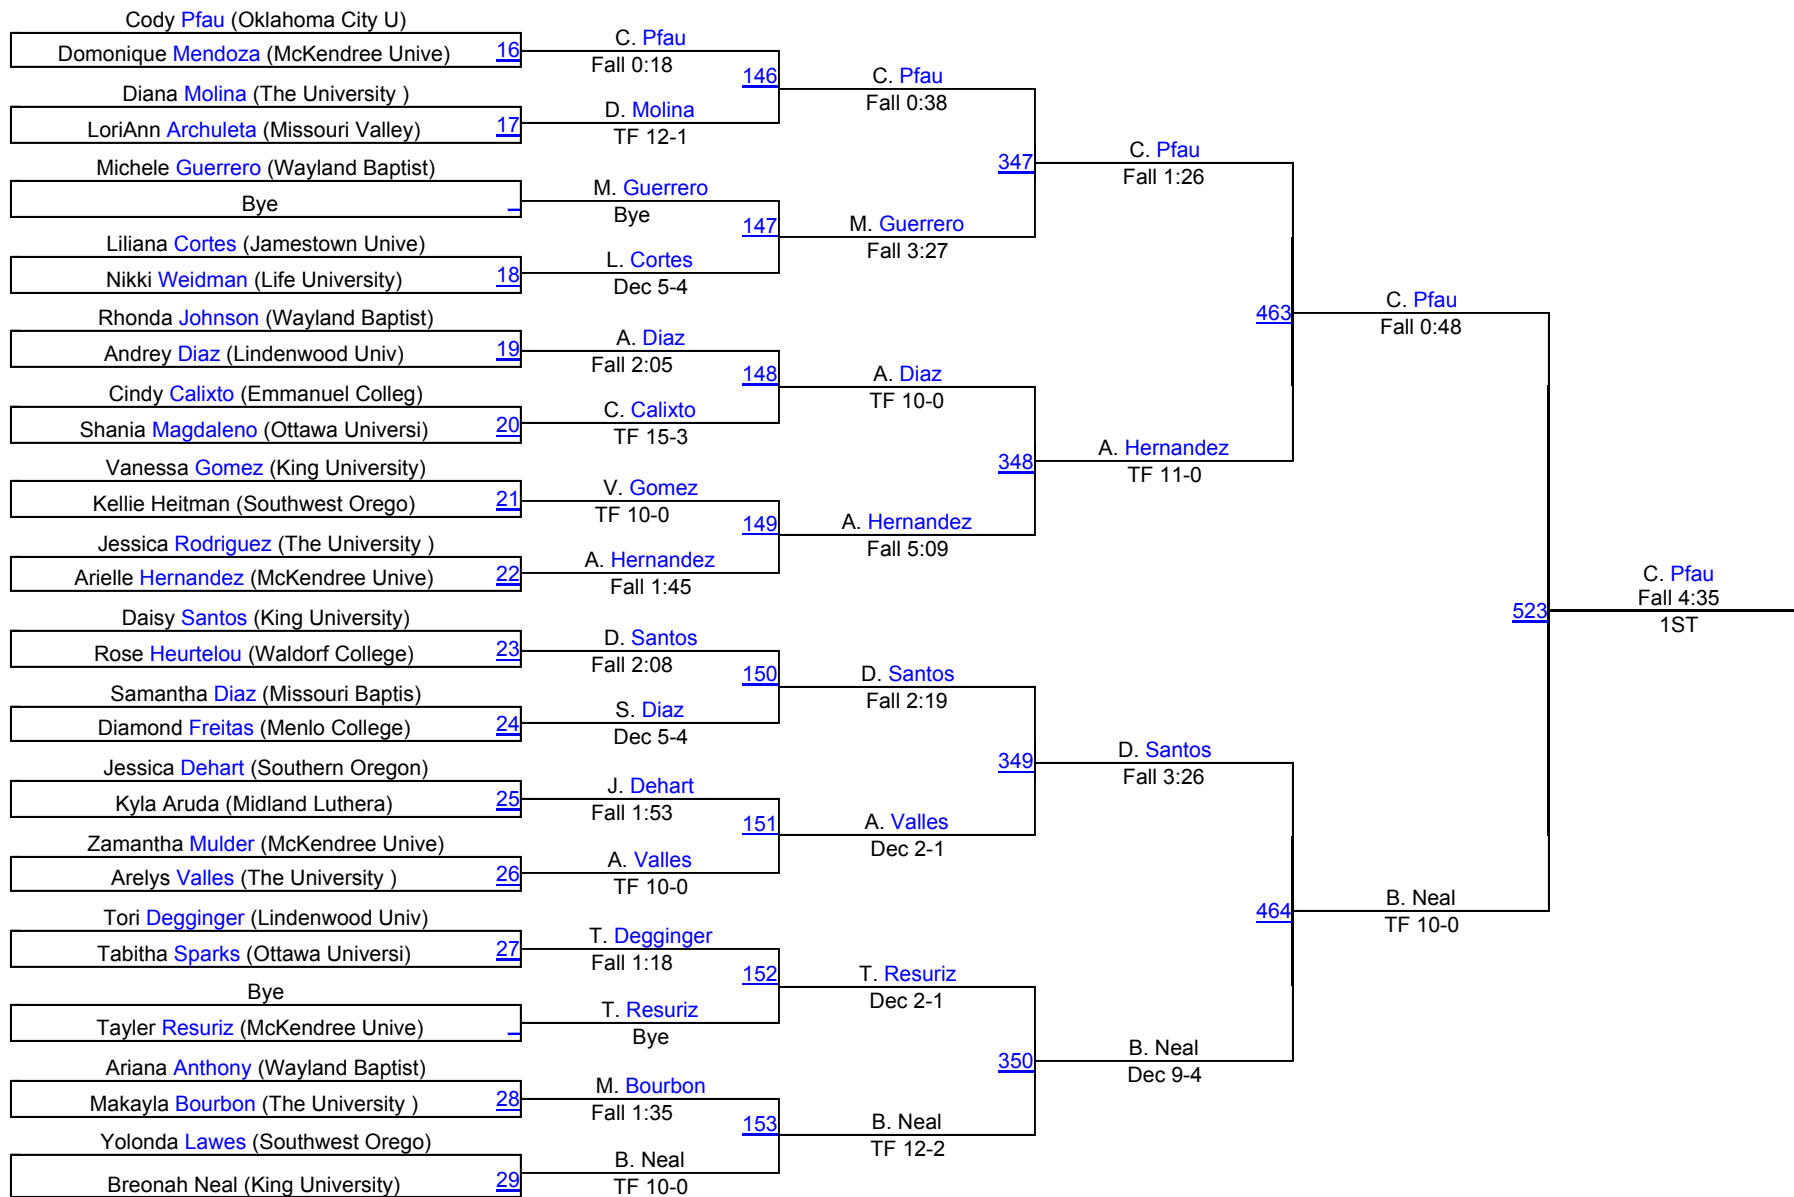 Cody Pfau (Oklahoma City U)
Domonique Mendoza (McKendree Unive) 16
Diana Molina (The University )
LoriAnn Archuleta (Missouri Valley) 17
Michele Guerrero (Wayland Baptist)
Bye _
Liliana Cortes (Jamestown Unive)
Nikki Weidman (Life University) 18
Rhonda Johnson (Wayland Baptist)
Andrey Diaz (Lindenwood Univ) 19
Cindy Calixto (Emmanuel Colleg)
Shania Magdaleno (Ottawa Universi) 20
Vanessa Gomez (King University)
Kellie Heitman (Southwest Orego) 21
Jessica Rodriguez (The University )
Arielle Hernandez (McKendree Unive) 22
Daisy Santos (King University)
Rose Heurtelou (Waldorf College) 23
Samantha Diaz (Missouri Baptis)
Diamond Freitas (Menlo College) 24
Jessica Dehart (Southern Oregon)
Kyla Aruda (Midland Luthera) 25
Zamantha Mulder (McKendree Unive)
Arelys Valles (The University ) 26
Tori Degginger (Lindenwood Univ)
Tabitha Sparks (Ottawa Universi) 27
Bye
Tayler Resuriz (McKendree Unive) _
Ariana Anthony (Wayland Baptist)
Makayla Bourbon (The University ) 28
Yolonda Lawes (Southwest Orego)
Breonah Neal (King University) 29
C. Pfau
Fall 0:18
146
D. Molina
TF 12-1
M. Guerrero
Bye
147
L. Cortes
Dec 5-4
A. Diaz
Fall 2:05
148
C. Calixto
TF 15-3
V. Gomez
TF 10-0
149
A. Hernandez
Fall 1:45
D. Santos
Fall 2:08
150
S. Diaz
Dec 5-4
J. Dehart
Fall 1:53
151
A. Valles
TF 10-0
T. Degginger
Fall 1:18
152
T. Resuriz
Bye
M. Bourbon
Fall 1:35
153
B. Neal
TF 10-0
C. Pfau
Fall 0:38
347
M. Guerrero
Fall 3:27
A. Diaz
TF 10-0
348
A. Hernandez
Fall 5:09
D. Santos
Fall 2:19
349
A. Valles
Dec 2-1
T. Resuriz
Dec 2-1
350
B. Neal
TF 12-2
C. Pfau
Fall 1:26
463
A. Hernandez
TF 11-0
D. Santos
Fall 3:26
464
B. Neal
Dec 9-4
C. Pfau
Fall 0:48
523
B. Neal
TF 10-0
C. Pfau
Fall 4:35
1ST